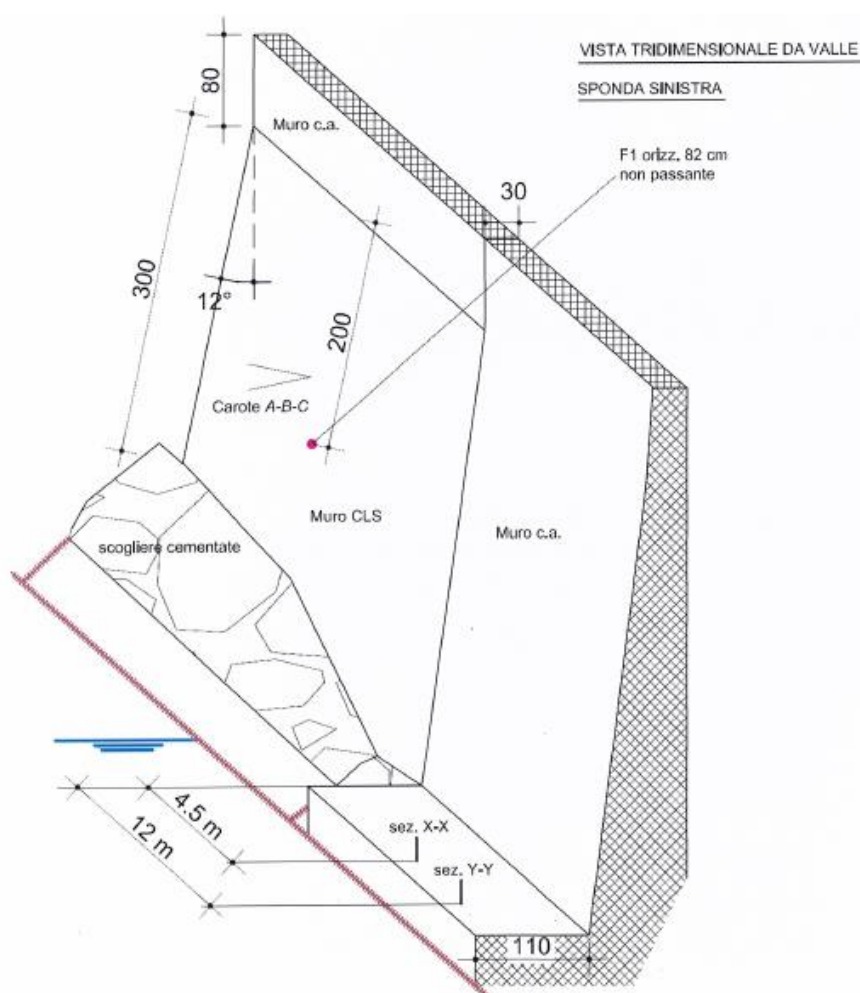 VISTA TRIDIMENSIONALE DA VALLE
SPONDA SINISTRA
80
Muro c.a.
F1 orizz. 82 cm
non passante
30
300
12°
200
Carote A-B-C
Muro CLS
Muro c.a.
scogliere cementate
4.5 m
12 m
sez. X-X
sez. Y-Y
110